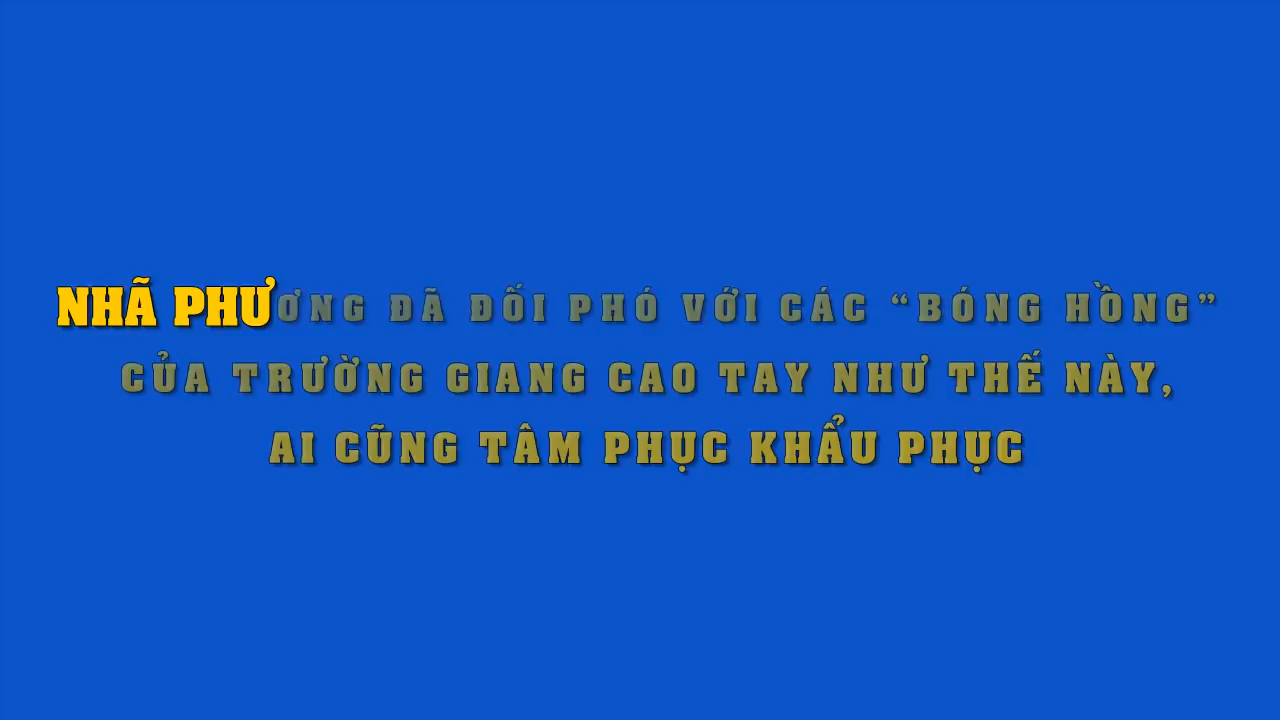 NHÃ PHƯƠNG ĐÃ ĐỐI PHÓ VỚI CÁC “BÓNG HỒNG”
CỦA TRƯỜNG GIANG CAO TAY NHƯ THẾ NÀY,
AI CŨNG TÂM PHỤC KHẨU PHỤC